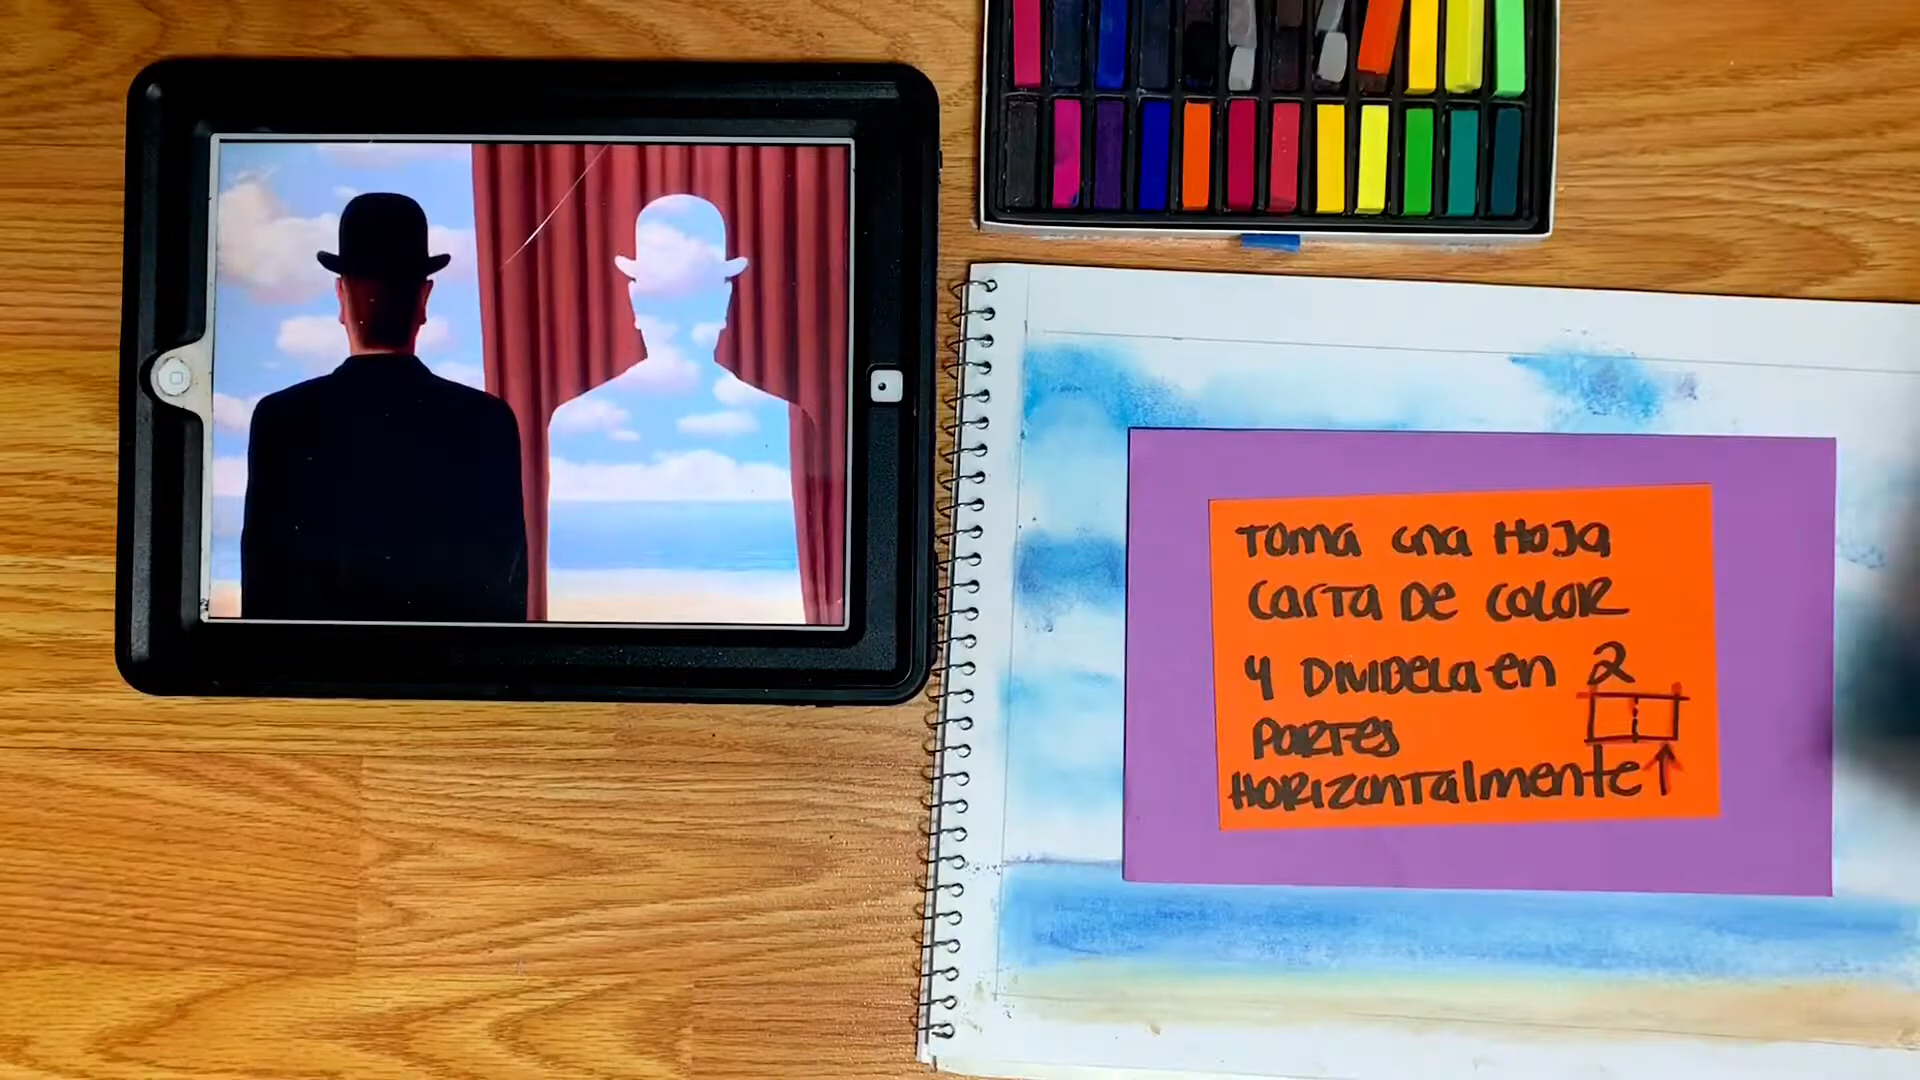 TOMA UNA HOJA
CARTA DE COLOR
Y DIVIDELA EN 2
PARTES
HORIZONTALMENTE